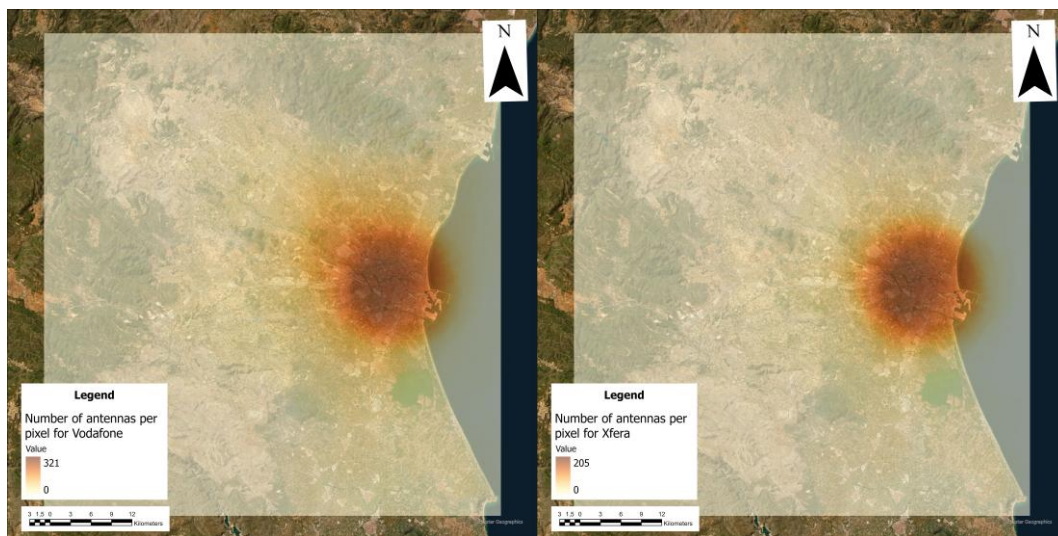 N
Legend
Number of antennas per
pixel for Vodafone
Value
321
0
3 1,5 0 3 6 9 12
Kilometers
N
Legend
Number of antennas per
pixel for Xfera
Value
205
0
3 1,5 0 3 6 9 12
Kilometers